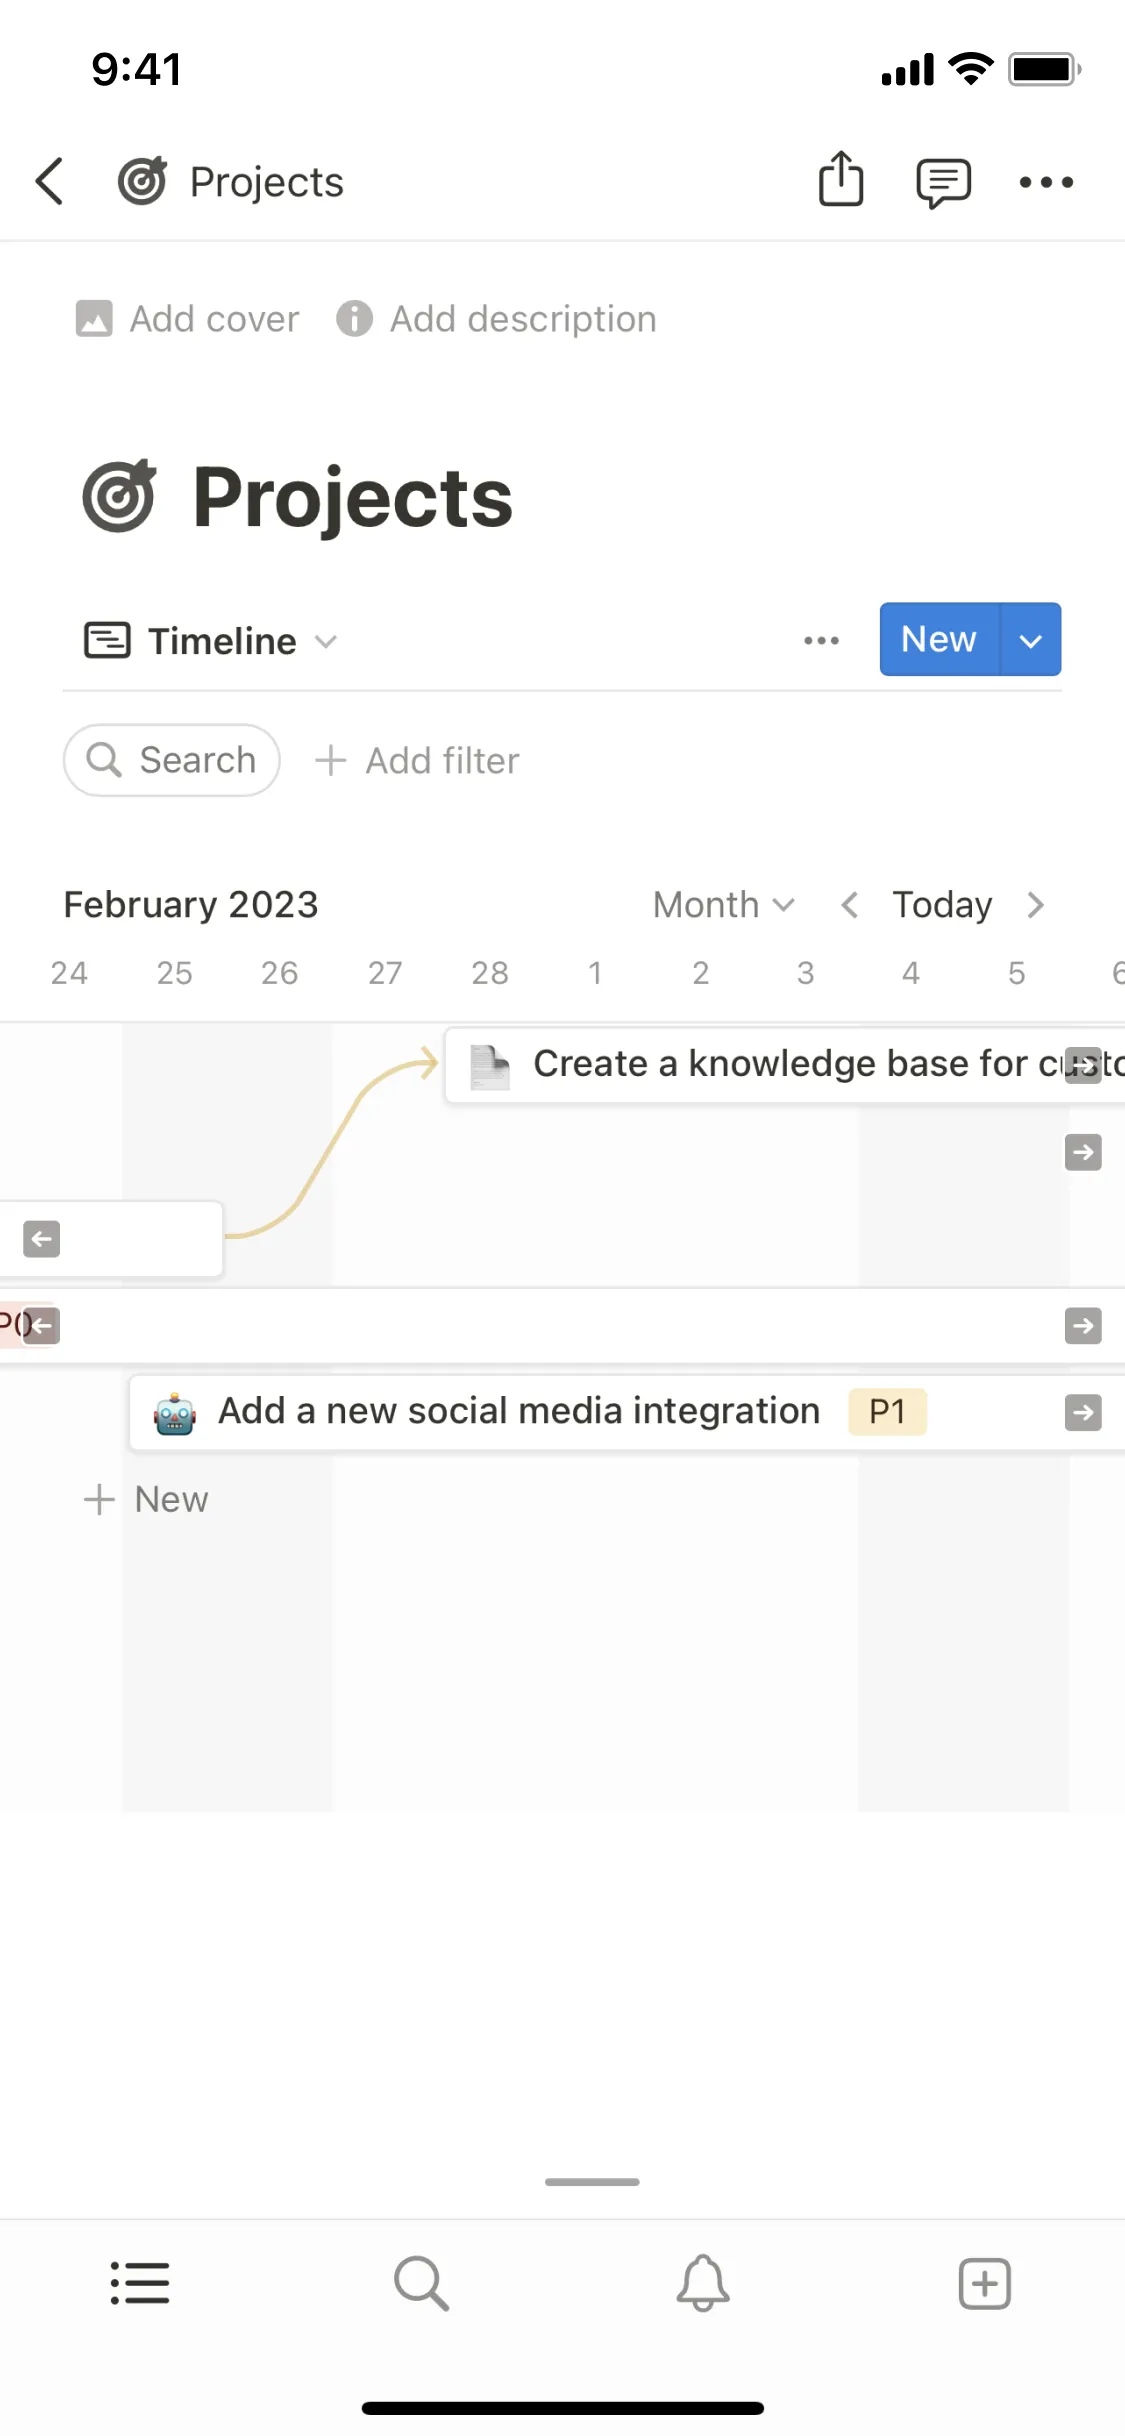 9:41
Projects
Add cover Add description
Projects
Timeline New
Search Add filter
February 2023 Month Today
24 25 26 27 28 1 2 3 4 5 6
Create a knowledge base for
P0
Add a new social media integration P1
New